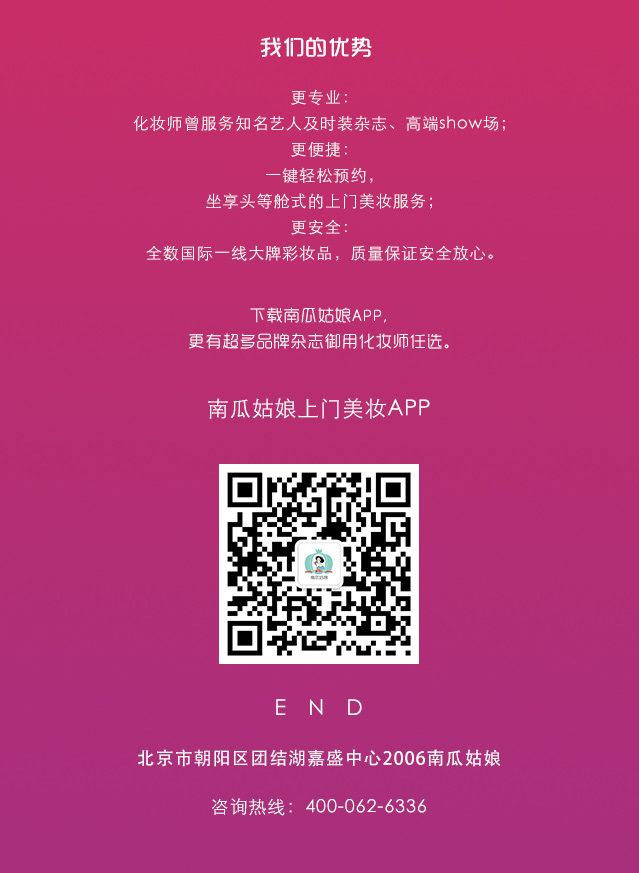 我们的优势
更专业：
化妆师曾服务知名艺人及时装杂志、高端show场；
更便捷：
一键轻松预约，
坐享头等舱式的上门美妆服务；
更安全：
全数国际一线大牌彩妆品，质量保证安全放心。
下载南瓜姑娘APP，
更有超多品牌杂志御用化妆师任选。
南瓜姑娘上门美妆APP
南瓜姑娘
END
北京市朝阳区团结湖嘉盛中心2006南瓜姑娘
咨询热线：400-062-6336